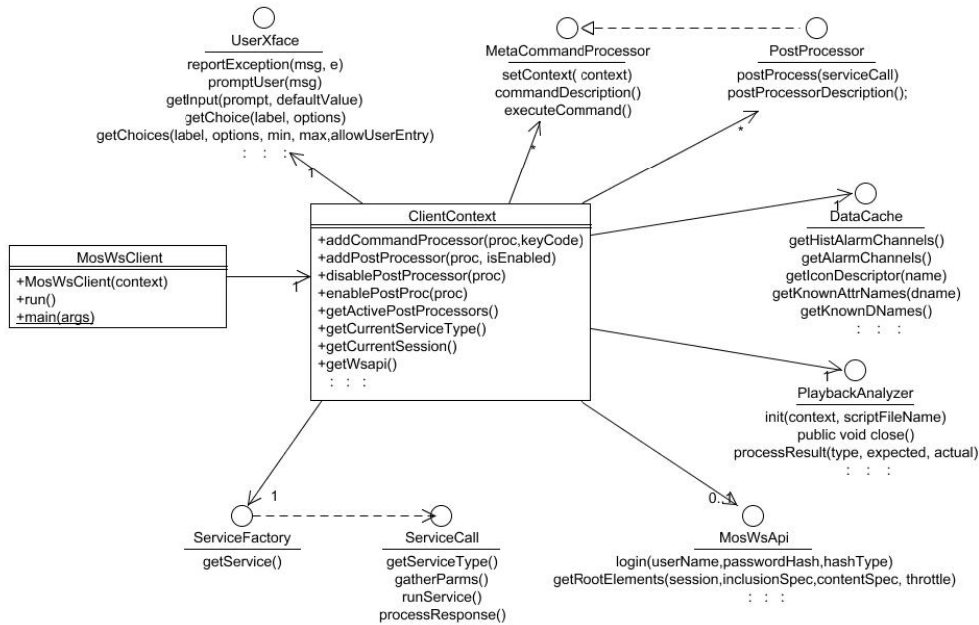 UserXface
reportException(msg, e)
promptUser(msg)
getInput(prompt, defaultValue)
getChoice(label, options)
getChoices(label, options, min, max,allowUserEntry)
: : :
1
MetaCommandProcessor
setContext( context)
commandDescription()
executeCommand()
*
PostProcessor
postProcess(serviceCall)
postProcessorDescription();
*
MosWsClient
+MosWsClient(context)
+run()
+main(args)
1
ClientContext
+addCommandProcessor(proc,keyCode)
+addPostProcessor(proc, isEnabled)
+disablePostProcessor(proc)
+enablePostProc(proc)
+getActivePostProcessors()
+getCurrentServiceType()
+getCurrentSession()
+getWsapi()
: : :
1
DataCache
getHistAlarmChannels()
getAlarmChannels()
getIconDescriptor(name)
getKnownAttrNames(dname)
getKnownDNames()
: : :
1
PlaybackAnalyzer
init(context, scriptFileName)
public void close()
processResult(type, expected, actual)
: : :
1
ServiceFactory
getService()
ServiceCall
getServiceType()
gatherParms()
runService()
processResponse()
0..1
MosWsApi
login(userName,passwordHash,hashType)
getRootElements(session,inclusionSpec,contentSpec, throttle)
: : :